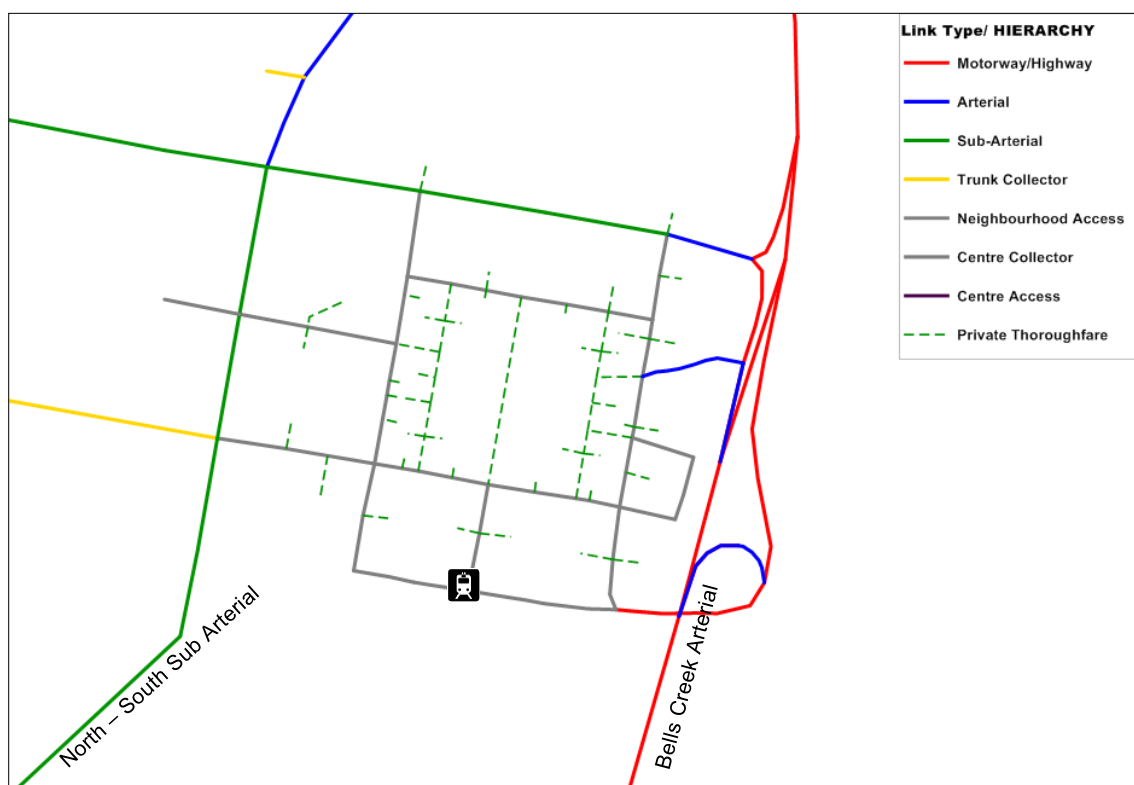 Link Type/ HIERARCHY
Motorway/Highway
Arterial
Sub-Arterial
Trunk Collector
Neighbourhood Access
Centre Collector
Centre Access
Private Thoroughfare
North – South Sub Arterial
Bells Creek Arterial